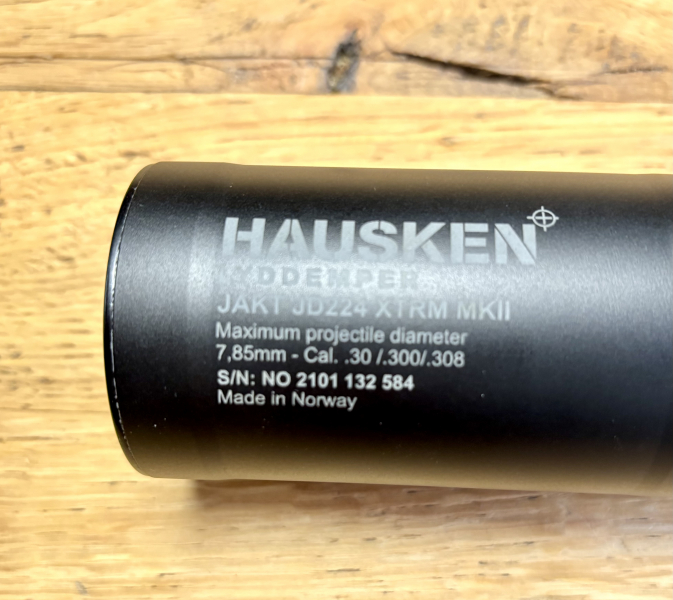 HAUSKEN
LYDDEMPER
JAKT JD224 XTRM MKII
Maximum projectile diameter
7,85mm - Cal. .30 /.300/.308
S/N: NO 2101 132 584
Made in Norway